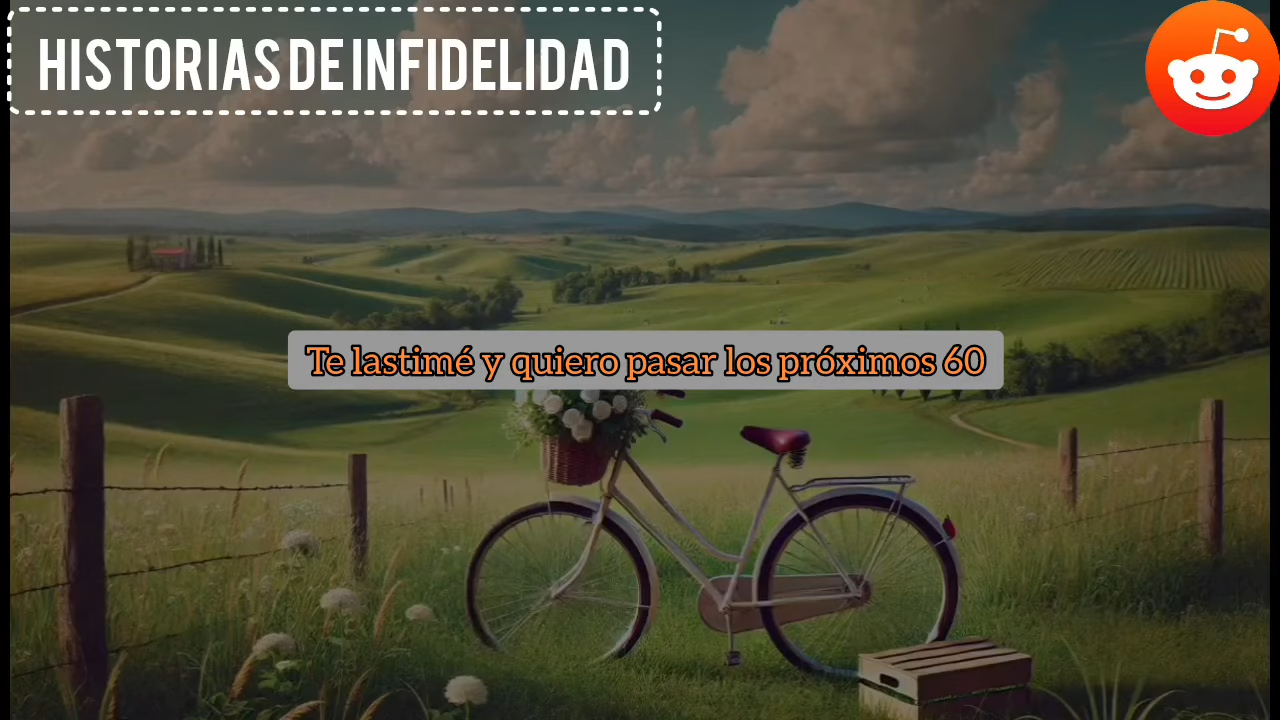 HISTORIAS DE INFIDELIDAD
Te lastimé y quiero pasar los próximos 60